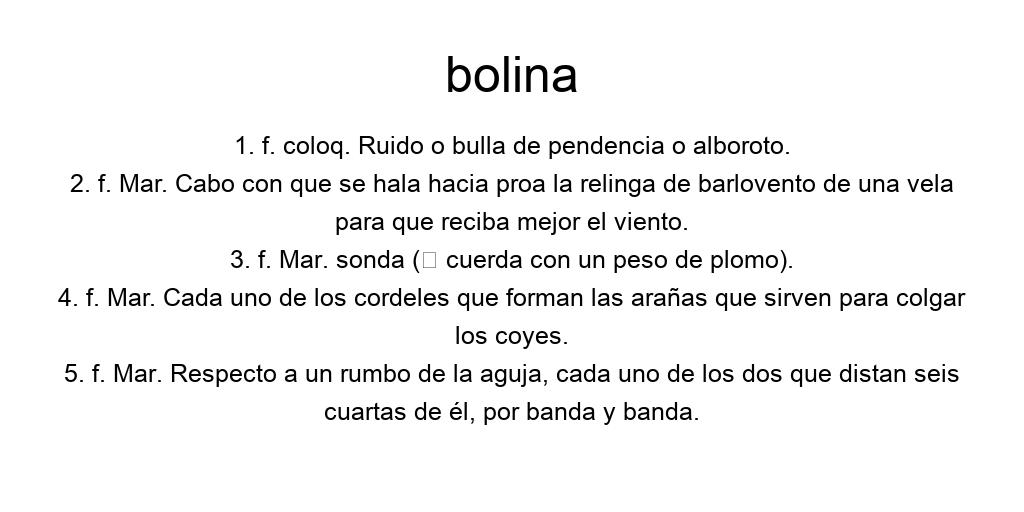 bolina
1. f. coloq. Ruido o bulla de pendencia o alboroto.
2. f. Mar. Cabo con que se hala hacia proa la relinga de barlovento de una vela
para que reciba mejor el viento.
3. f. Mar. sonda (□ cuerda con un peso de plomo).
4. f. Mar. Cada uno de los cordeles que forman las arañas que sirven para colgar
los coyes.
5. f. Mar. Respecto a un rumbo de la aguja, cada uno de los dos que distan seis
cuartas de él, por banda y banda.